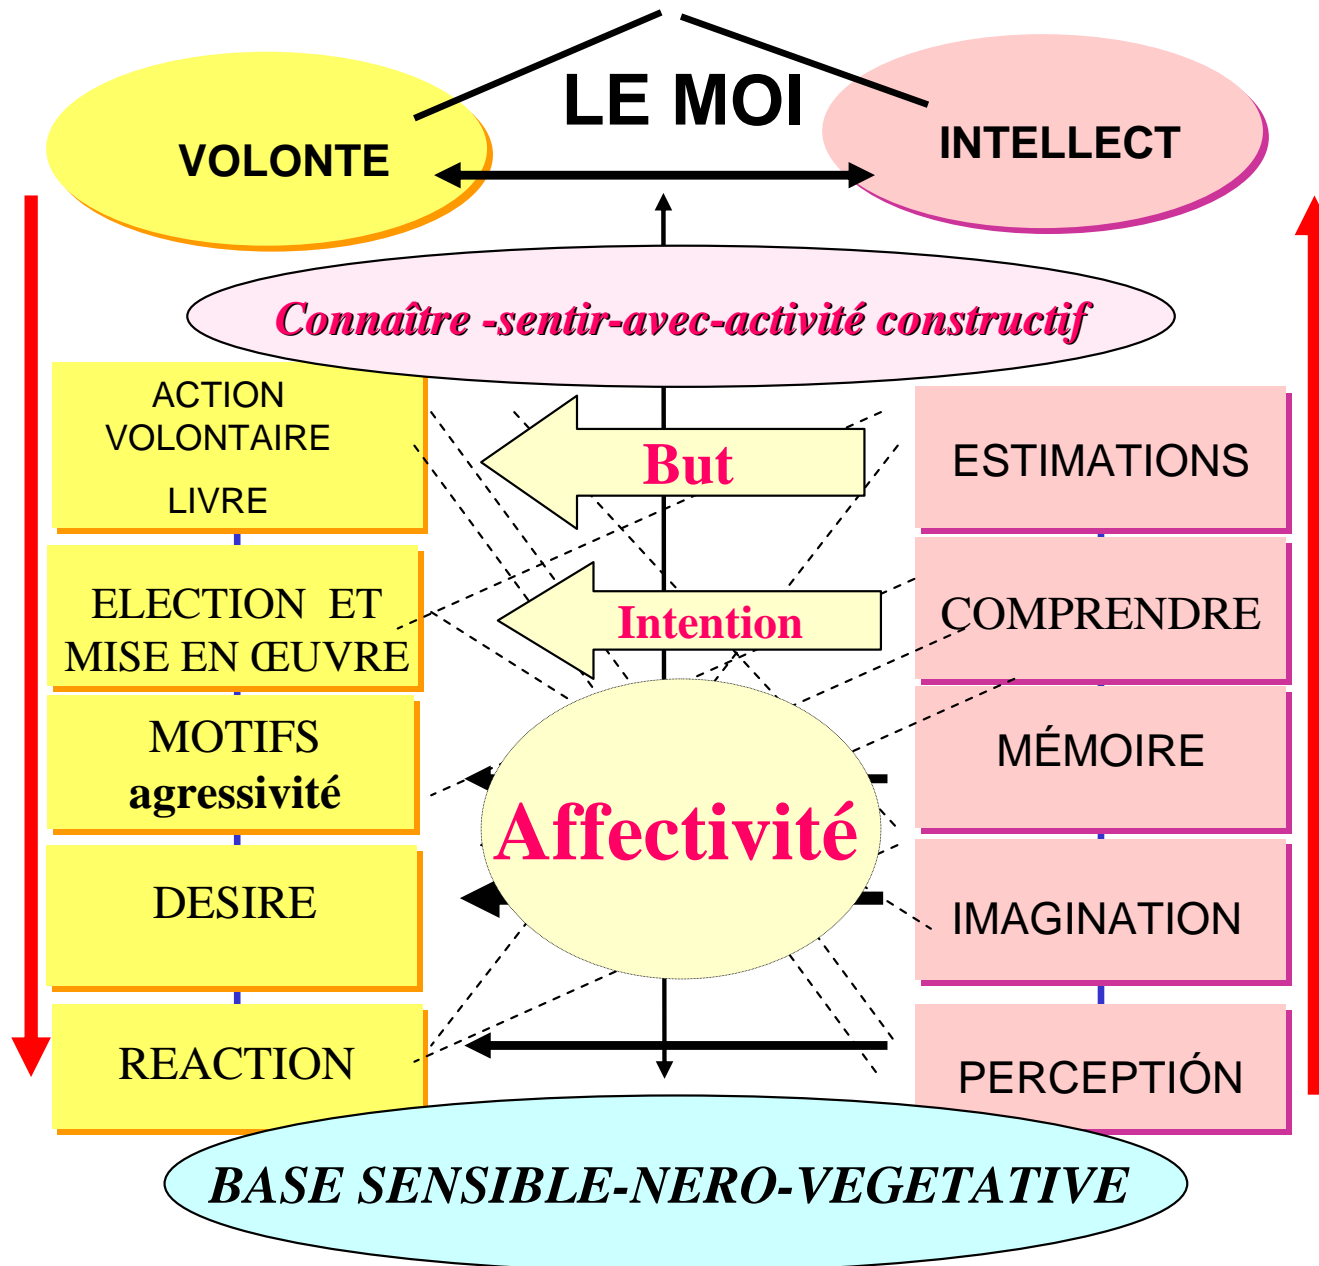 LE MOI
VOLONTE
INTELLECT
Connaître -sentir-avec-activité constructif
ACTION
VOLONTAIRE
LIVRE
But
ESTIMATIONS
ELECTION ET
MISE EN ŒUVRE
Intention
COMPRENDRE
MOTIFS
agressivité
MÉMOIRE
Affectivité
DESIRE
IMAGINATION
REACTION
PERCEPTIÓN
BASE SENSIBLE-NERO-VEGETATIVE